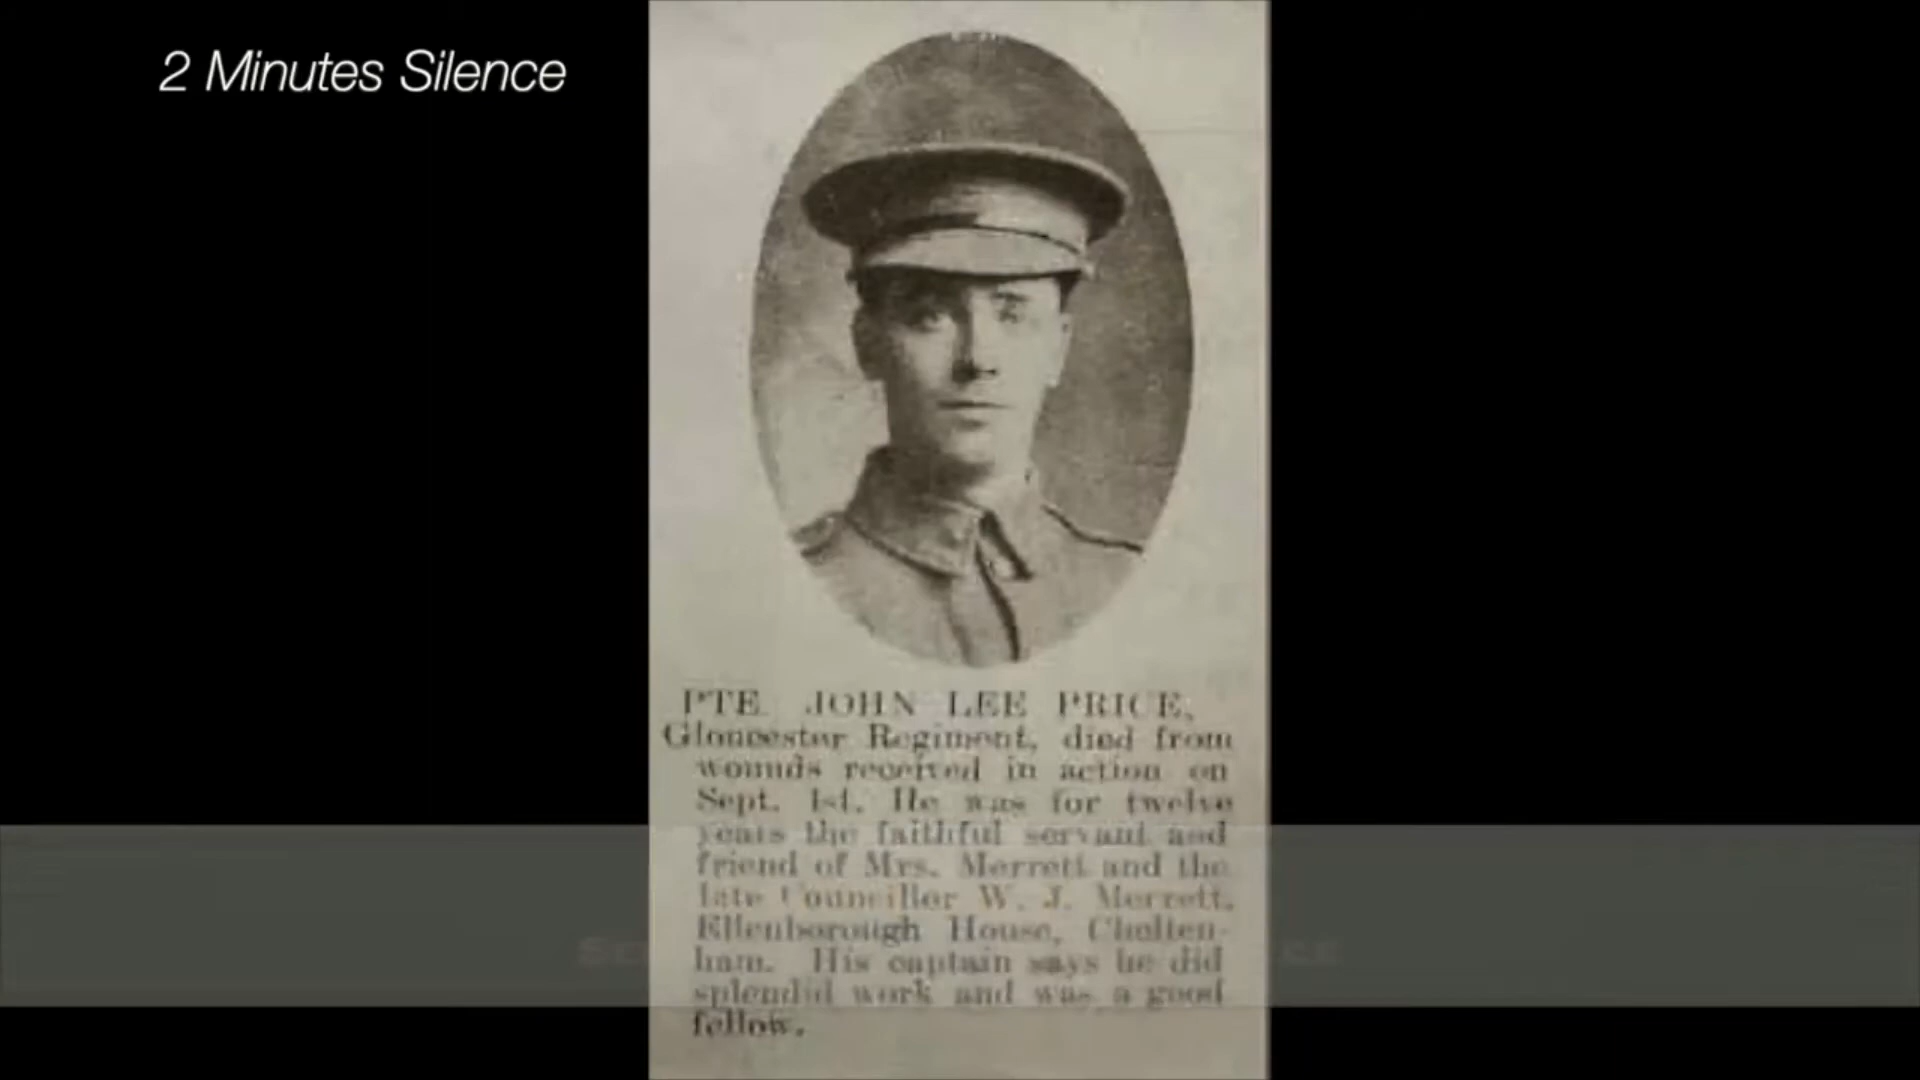 2 Minutes Silence
PTE. JOHN LEE PRICE,
Gloucester Regiment, died from
wounds received in action on
Sept. 1st. He was for twelve
years the faithful servant and
friend of Mrs. Merrett and the
late Councillor W. J. Merrett,
Ellenborough House, Chelten-
ham. His captain says he did
splendid work and was a good
fellow.